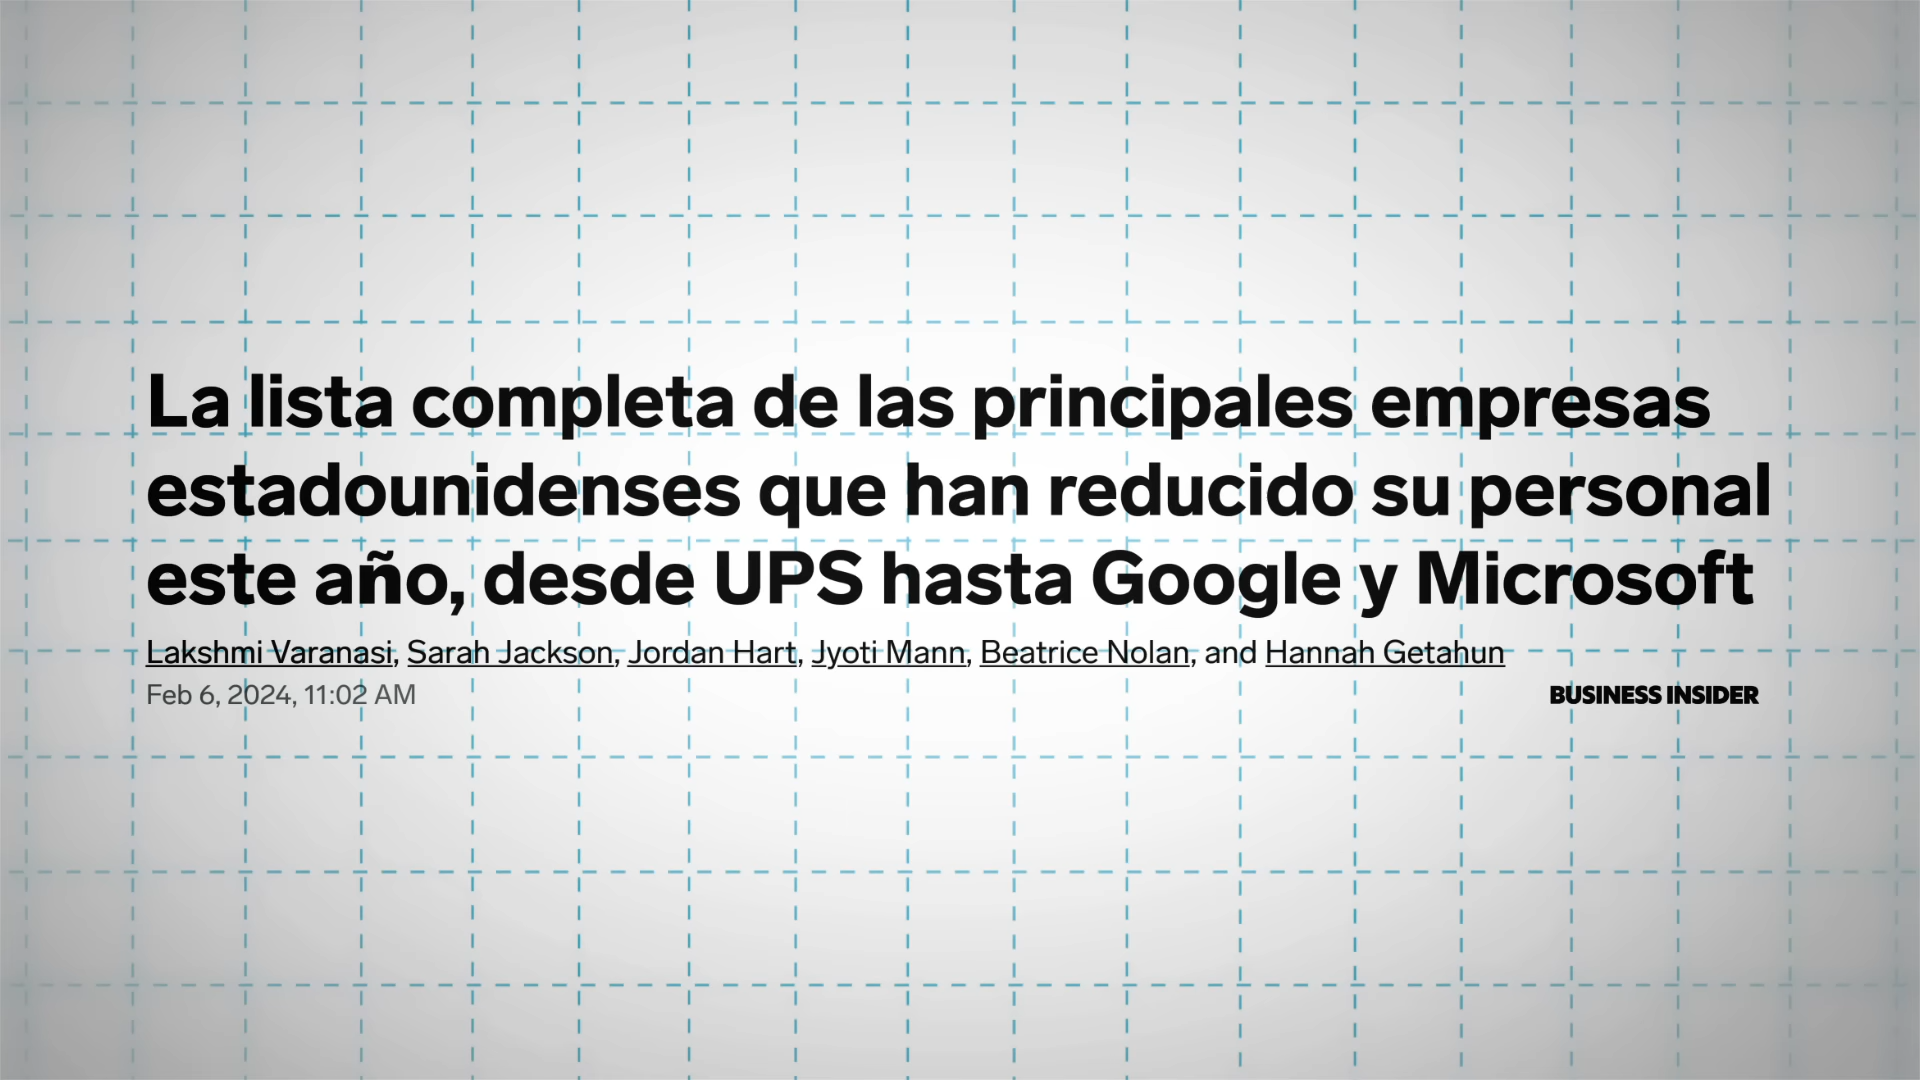 La lista completa de las principales empresas
estadounidenses que han reducido su personal
este año, desde UPS hasta Google y Microsoft
Lakshmi Varanasi, Sarah Jackson, Jordan Hart, Jyoti Mann, Beatrice Nolan, and Hannah Getahun
Feb 6, 2024, 11:02 AM
BUSINESS INSIDER